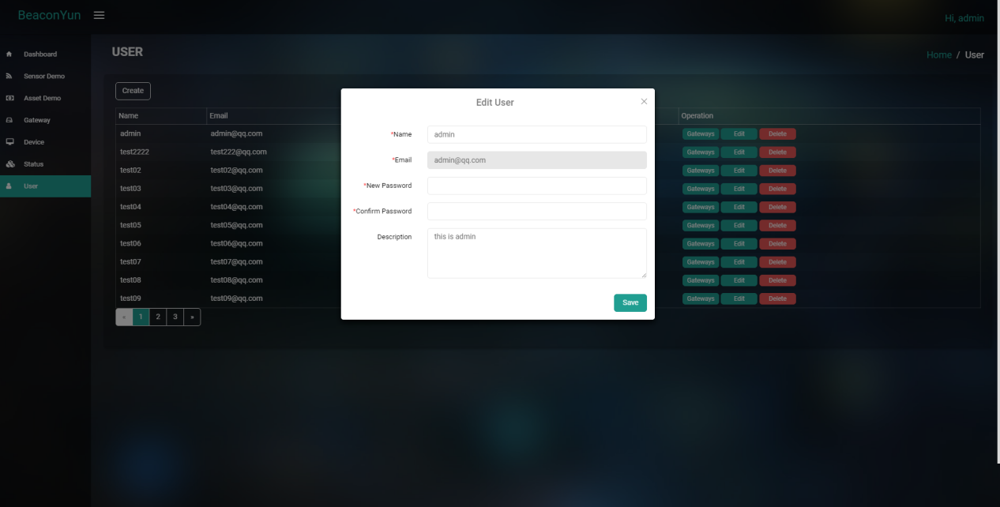 BeaconYun
Hi, admin
Dashboard
Sensor Demo
Asset Demo
Gateway
Device
Status
User
USER
Home / User
Create
Name Email Operation
admin admin@qq.com Gateways Edit Delete
test2222 test222@qq.com Gateways Edit Delete
test02 test02@qq.com Gateways Edit Delete
test03 test03@qq.com Gateways Edit Delete
test04 test04@qq.com Gateways Edit Delete
test05 test05@qq.com Gateways Edit Delete
test06 test06@qq.com Gateways Edit Delete
test07 test07@qq.com Gateways Edit Delete
test08 test08@qq.com Gateways Edit Delete
test09 test09@qq.com Gateways Edit Delete
« 1 2 3 »
Edit User
*Name admin
*Email admin@qq.com
*New Password
*Confirm Password
Description this is admin
Save